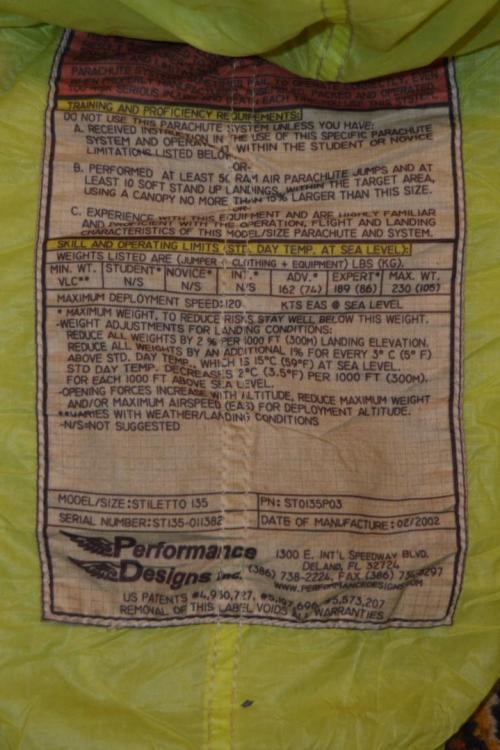 PARACHUTE SYSTEM
TRAINING AND PROFICIENCY REQUIREMENTS:
DO NOT USE THIS PARACHUTE SYSTEM UNLESS YOU HAVE:
A. RECEIVED INSTRUCTION IN THE USE OF THIS SPECIFIC PARACHUTE
SYSTEM AND OPERATION WITHIN THE STUDENT OR NOVICE
LIMITATIONS LISTED BELOW
-OR-
B. PERFORMED AT LEAST RAM AIR PARACHUTE JUMPS AND AT
LEAST 10 SOFT STAND UP LANDINGS, WITHIN THE TARGET AREA,
USING A CANOPY NO MORE THAN 15% LARGER THAN THIS SIZE.
-OR-
C. EXPERIENCE WITH THIS EQUIPMENT AND ARE HIGHLY FAMILIAR
AND PROFICIENT WITH THE OPERATION, FLIGHT AND LANDING
CHARACTERISTICS OF THIS MODEL/SIZE PARACHUTE AND SYSTEM.
SKILL AND OPERATING LIMITS (STD. DAY TEMP. AT SEA LEVEL):
WEIGHTS LISTED ARE (JUMPER + CLOTHING + EQUIPMENT) LBS (KG).
MIN. WT. STUDENT* NOVICE* INT.* ADV.* EXPERT* MAX. WT.
VLC** N/S N/S N/S 162 (74) 189 (86) 230 (105)
MAXIMUM DEPLOYMENT SPEED:120 KTS EAS @ SEA LEVEL
* MAXIMUM WEIGHT, TO REDUCE RISKS STAY WELL BELOW THIS WEIGHT.
-WEIGHT ADJUSTMENTS FOR LANDING CONDITIONS:
REDUCE ALL WEIGHTS BY 2 % PER 1000 FT (300M) LANDING ELEVATION.
REDUCE ALL WEIGHTS BY AN ADDITIONAL 1% FOR EVERY 3° C (5° F)
ABOVE STD. DAY TEMP. WHICH IS 15°C (59°F) AT SEA LEVEL.
STD DAY TEMP. DECREASES 2°C (3.5°F) PER 1000 FT (300M).
FOR EACH 1000 FT ABOVE SEA LEVEL.
-OPENING FORCES INCREASE WITH ALTITUDE, REDUCE MAXIMUM WEIGHT
AND/OR MAXIMUM AIRSPEED (EAS) FOR DEPLOYMENT ALTITUDE.
**VARIES WITH WEATHER/LANDING CONDITIONS
-N/S=NOT SUGGESTED
MODEL/SIZE:STILETTO 135 PN: ST0135P03
SERIAL NUMBER:ST135-011382 DATE OF MANUFACTURE:02/2002
Performance
Designs INC.
1300 E. INT'L SPEEDWAY BLVD.
DELAND, FL 32724
(386) 738-2224, FAX (386)
WWW.PERFORMANCEDESIGNS.COM
US PATENTS #5,573,207
REMOVAL OF THIS LABEL VOIDS ALL WARRANTIES